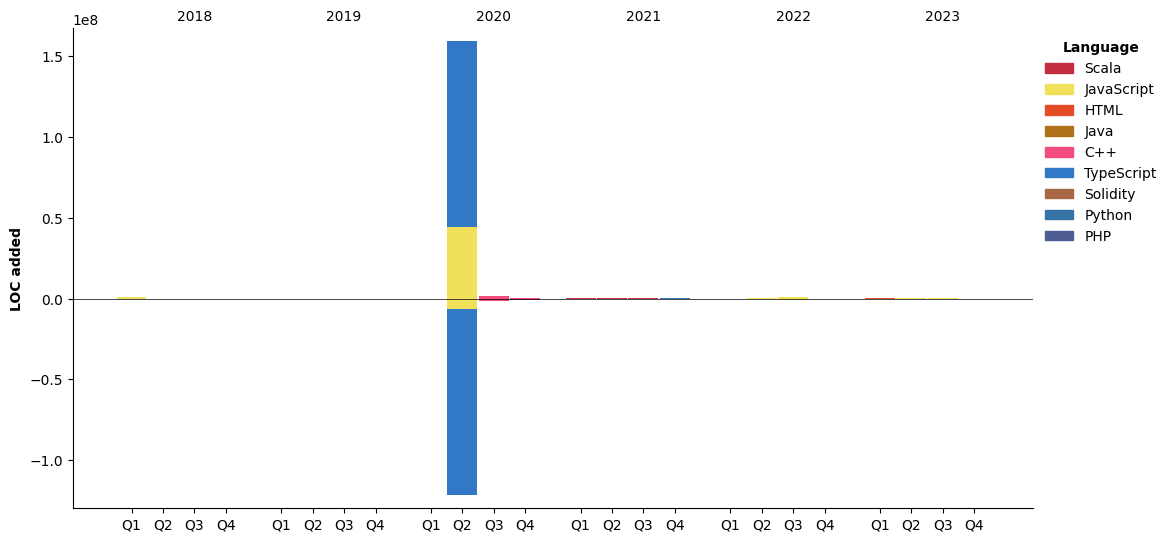 1e8
2018 2019 2020 2021 2022 2023
1.5
1.0
0.5
0.0
−0.5
−1.0
LOC added
Q1 Q2 Q3 Q4 Q1 Q2 Q3 Q4 Q1 Q2 Q3 Q4 Q1 Q2 Q3 Q4 Q1 Q2 Q3 Q4 Q1 Q2 Q3 Q4
Language
Scala
JavaScript
HTML
Java
C++
TypeScript
Solidity
Python
PHP